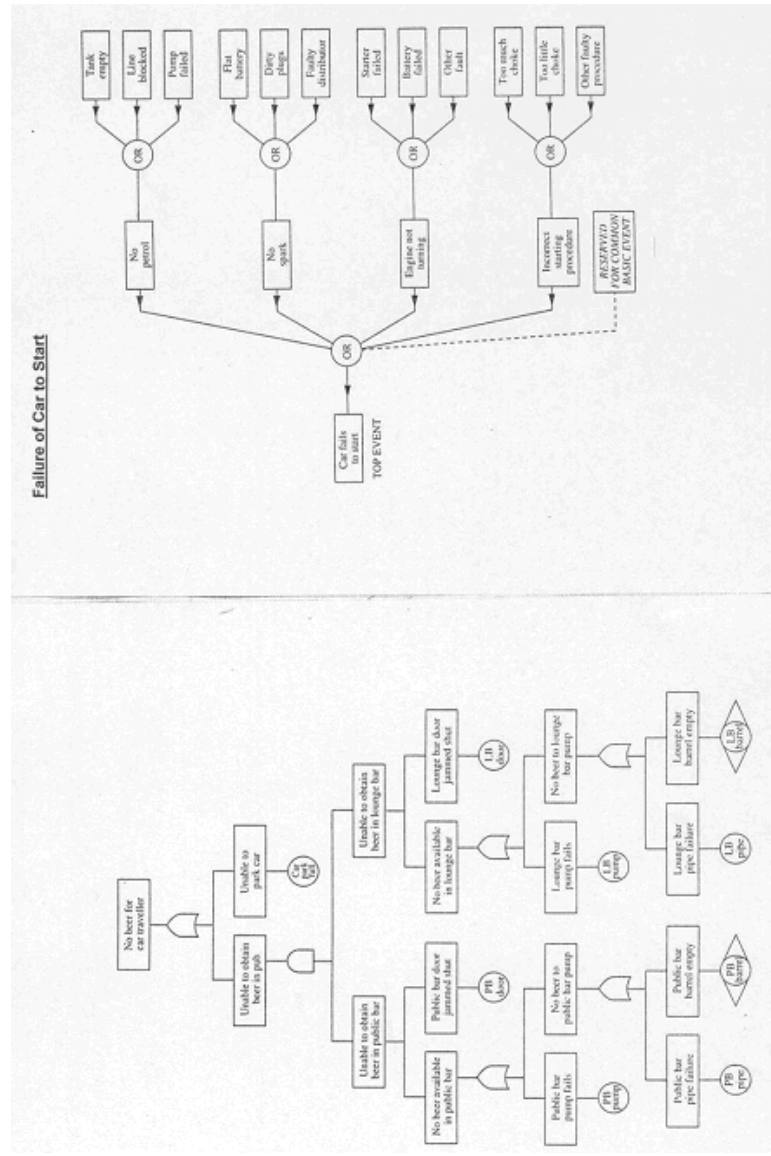 Failure of Car to Start
Car fails
to start
TOP EVENT
OR
No
petrol
OR
Tank
empty
Line
blocked
Pump
failed
No
spark
OR
Flat
battery
Dirty
plugs
Faulty
distributor
Engine not
turning
OR
Starter
failed
Battery
failed
Other
fault
Incorrect
starting
procedure
OR
Too much
choke
Too little
choke
Other faulty
procedure
RESERVED
FOR COMMON
BASIC EVENT
No beer for
car traveller
Unable to obtain
beer in pub
Unable to
park car
Car
park
full
Unable to obtain
beer in public bar
Unable to obtain
beer in lounge bar
No beer available
in public bar
Public bar door
jammed shut
PB
door
No beer available
in lounge bar
Lounge bar door
jammed shut
LB
door
Public bar
pump fails
PB
pump
No beer to
public bar pump
Lounge bar
pump fails
LB
pump
No beer to lounge
bar pump
Public bar
pipe failure
PB
pipe
Public bar
barrel empty
PB
barrel
Lounge bar
pipe failure
LB
pipe
Lounge bar
barrel empty
LB
barrel